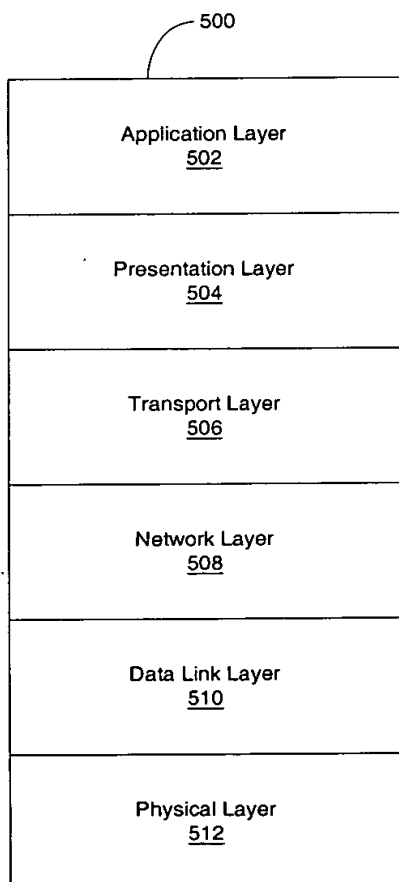 500
Application Layer
502
Presentation Layer
504
Transport Layer
506
Network Layer
508
Data Link Layer
510
Physical Layer
512